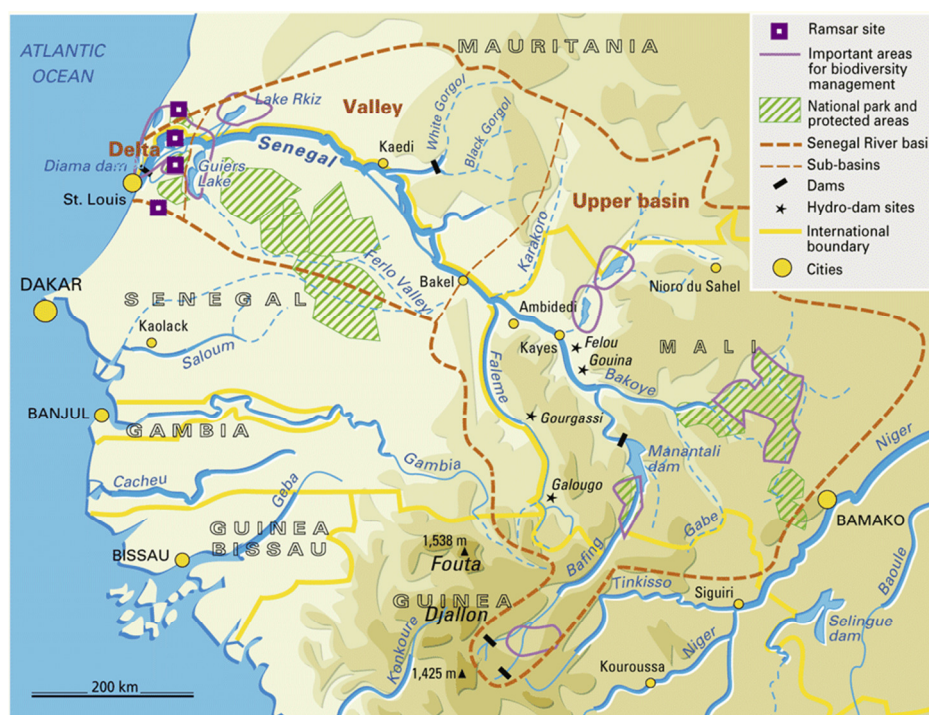 ATLANTIC
OCEAN
MAURITANIA
Lake Rkiz
Valley
White Gorgol
Black Gorgol
Delta
Diama dam
Senegal
Kaedi
Guiers
Lake
St. Louis
Upper basin
Karakoro
DAKAR
SENEGAL
Ferlo Valley
Bakel
Nioro du Sahel
Ambidedi
Kaolack
Saloum
Kayes
Felou
Gouina
MALI
Faleme
Bakoye
BANJUL
GAMBIA
Gourgassi
Niger
Manantali
dam
Gambia
Cacheu
Geba
Galougo
Gabe
BAMAKO
GUINEA
BISSAU
BISSAU
1,538 m
Fouta
Bafing
Tinkisso
Baoule
GUINEA
Djallon
Siguiri
Selingue
dam
Konkoure
Niger
1,425 m
Kouroussa
200 km
Ramsar site
Important areas
for biodiversity
management
National park and
protected areas
Senegal River basi
Sub-basins
Dams
Hydro-dam sites
International
boundary
Cities